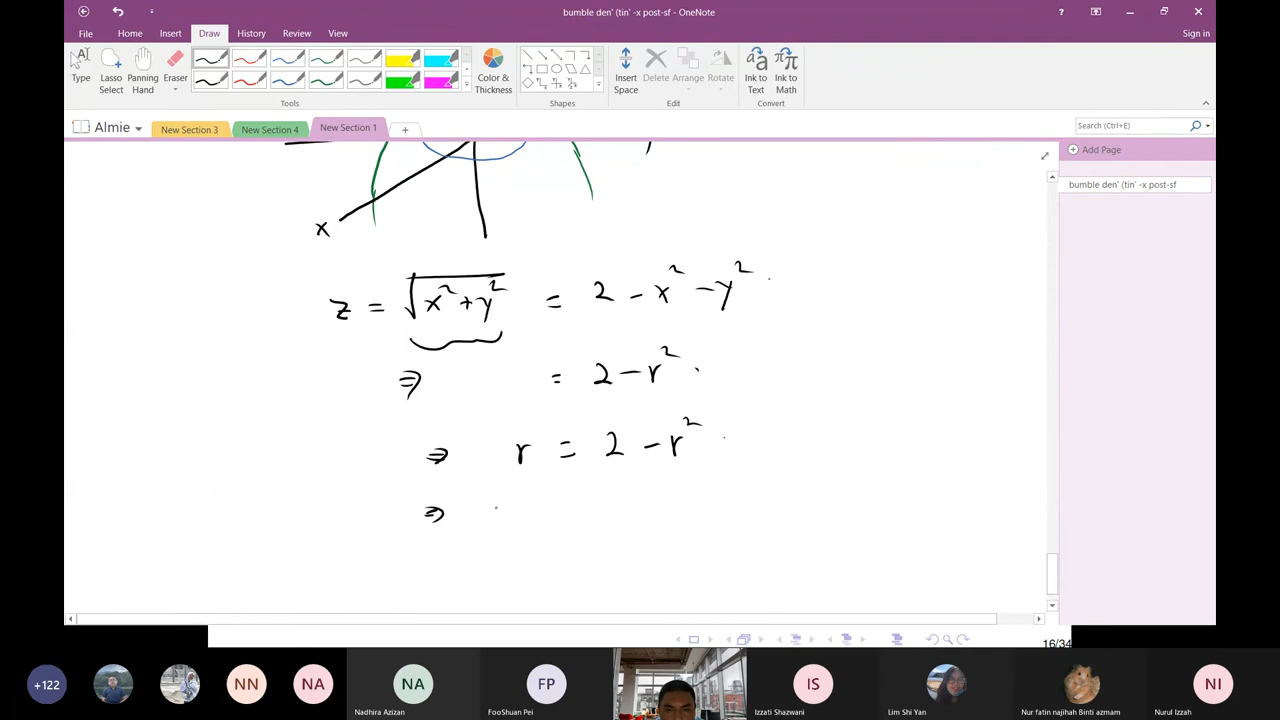 bumble den' (tin' -x post-sf - OneNote
File Home Insert Draw History Review View
Sign in
Type
Lasso Select
Panning Hand
Eraser
Color & Thickness
Insert Space
Delete
Arrange
Rotate
Ink to Text
Ink to Math
Tools
Shapes
Edit
Convert
Almie
New Section 3
New Section 4
New Section 1
Search (Ctrl+E)
Add Page
bumble den' (tin' -x post-sf
x
z = √(x² + y²) = 2 - x² - y²
⇒ = 2 - r²
⇒ r = 2 - r²
⇒
16/34
+122
NN
NA
NA
Nadhira Azizan
FP
FooShuan Pei
IS
Izzati Shazwani
Lim Shi Yan
Nur fatin najihah Binti azmam
NI
Nurul Izzah